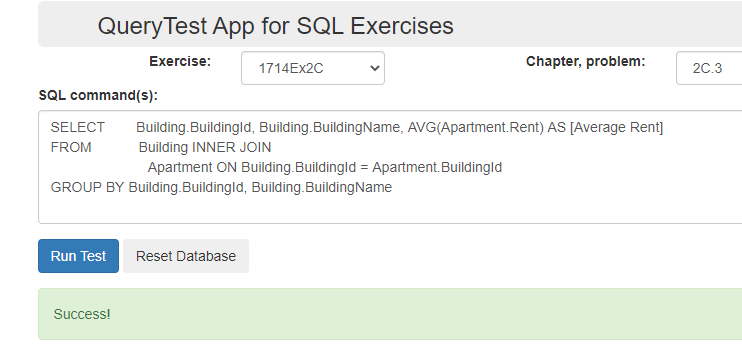 QueryTest App for SQL Exercises
Exercise: 1714Ex2C Chapter, problem: 2C.3
SQL command(s):
SELECT Building.BuildingId, Building.BuildingName, AVG(Apartment.Rent) AS [Average Rent]
FROM Building INNER JOIN
Apartment ON Building.BuildingId = Apartment.BuildingId
GROUP BY Building.BuildingId, Building.BuildingName
Run Test Reset Database
Success!